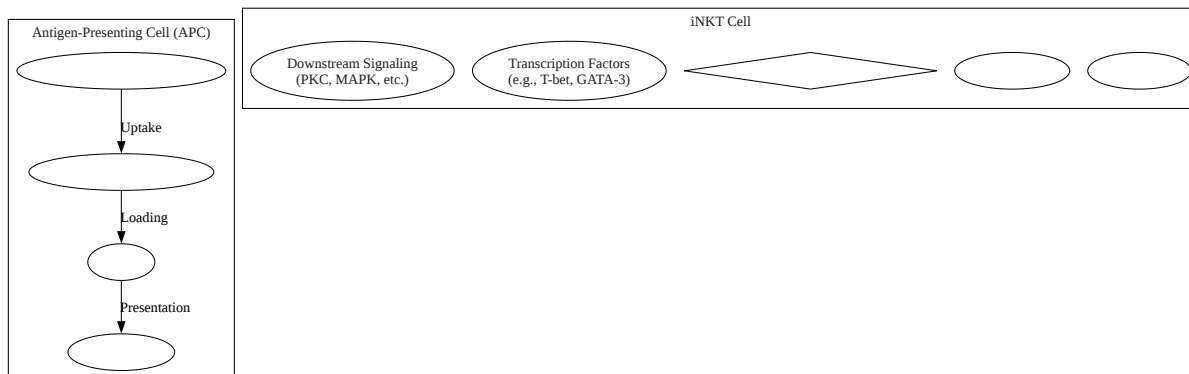 Antigen-Presenting Cell (APC)
Uptake
Loading
Presentation
iNKT Cell
Downstream Signaling
(PKC, MAPK, etc.)
Transcription Factors
(e.g., T-bet, GATA-3)